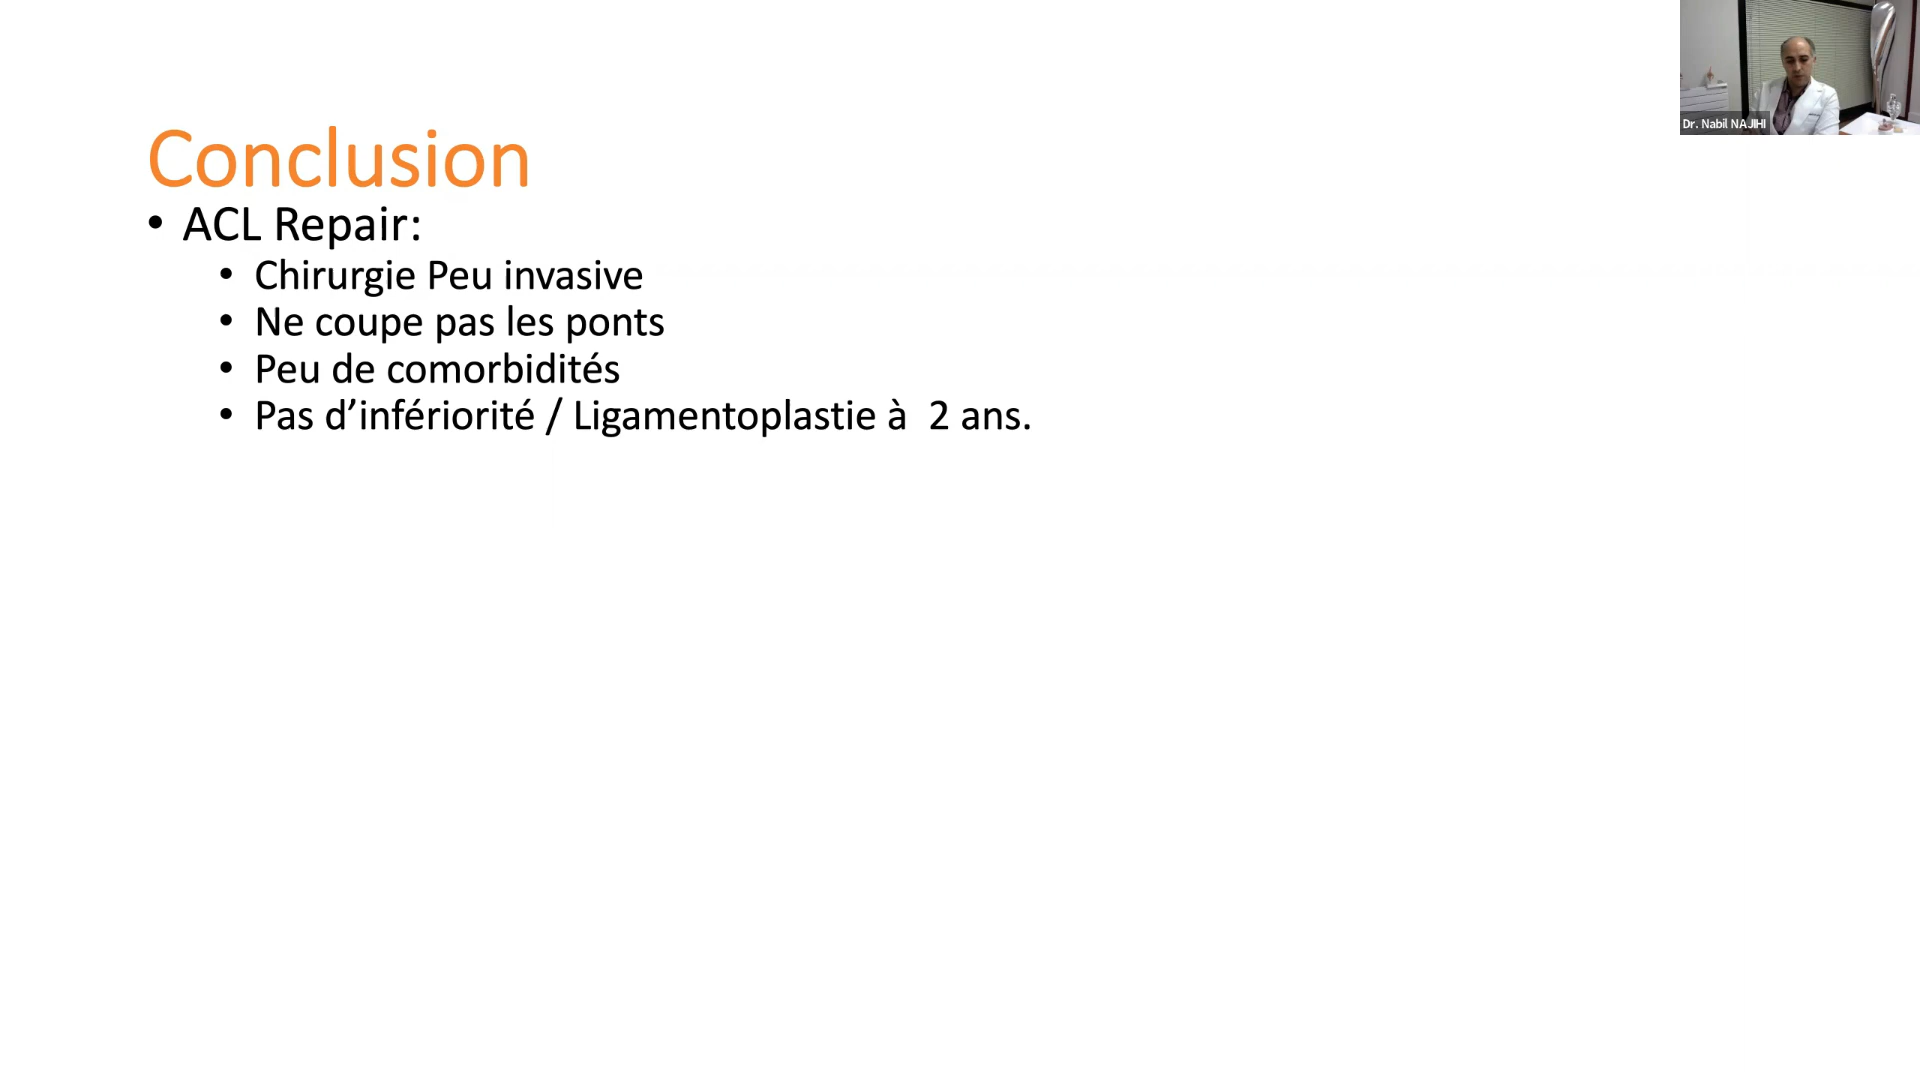 Dr. Nabil NAJIHI
Conclusion
• ACL Repair:
• Chirurgie Peu invasive
• Ne coupe pas les ponts
• Peu de comorbidités
• Pas d’infériorité / Ligamentoplastie à  2 ans.